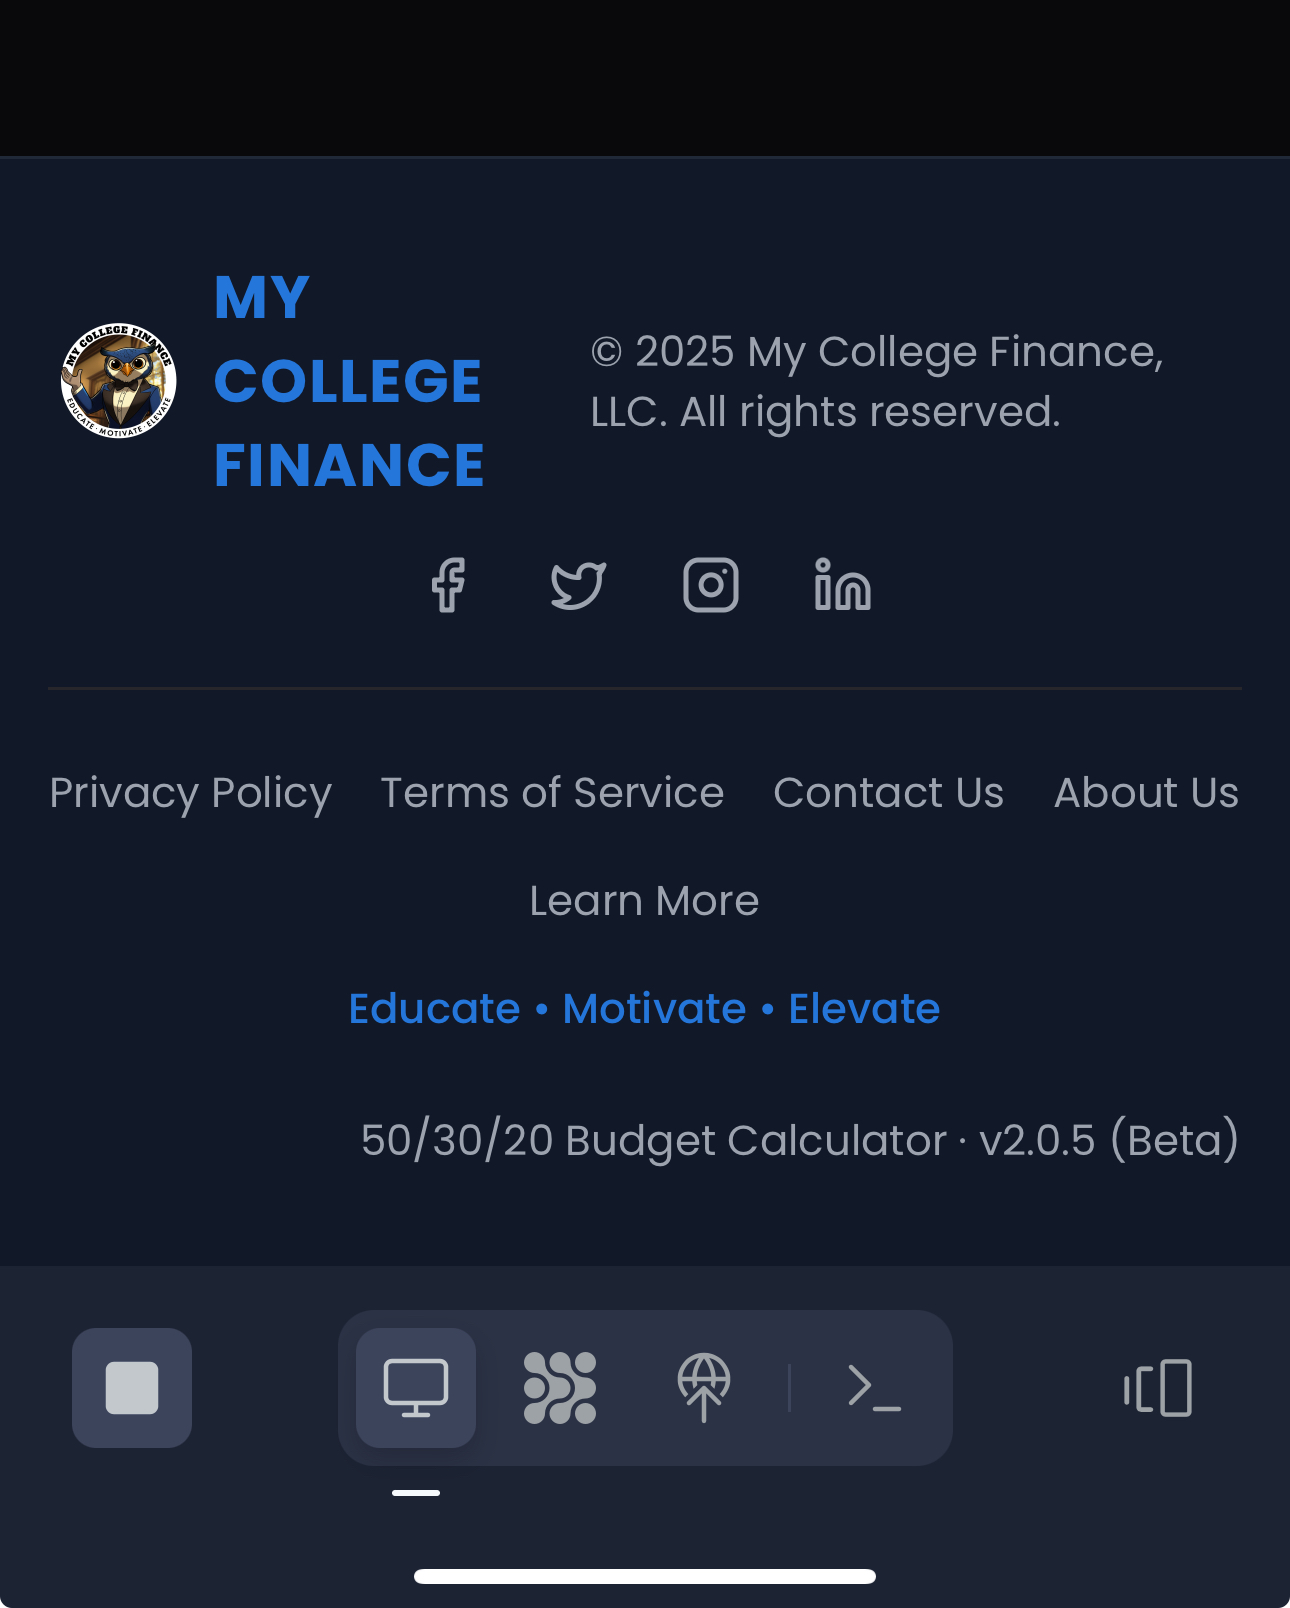 MY COLLEGE FINANCE
EDUCATE · MOTIVATE · ELEVATE
MY
COLLEGE
FINANCE
© 2025 My College Finance,
LLC. All rights reserved.
Privacy Policy Terms of Service Contact Us About Us
Learn More
Educate • Motivate • Elevate
50/30/20 Budget Calculator · v2.0.5 (Beta)